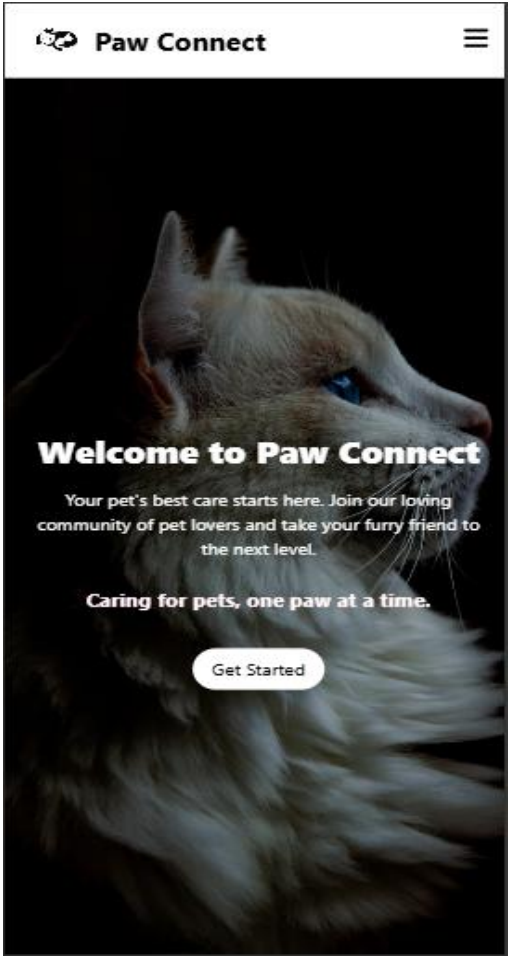 Paw Connect
Welcome to Paw Connect
Your pet's best care starts here. Join our loving
community of pet lovers and take your furry friend to
the next level.
Caring for pets, one paw at a time.
Get Started